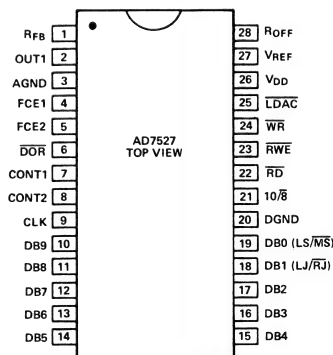 RFB 1
OUT1 2
AGND 3
FCE1 4
FCE2 5
DOR 6
CONT1 7
CONT2 8
CLK 9
DB9 10
DB8 11
DB7 12
DB6 13
DB5 14
AD7527
TOP VIEW
28 ROFF
27 VREF
26 VDD
25 LDAC
24 WR
23 RWE
22 RD
21 10/8
20 DGND
19 DB0 (LS/MS)
18 DB1 (LJ/RJ)
17 DB2
16 DB3
15 DB4